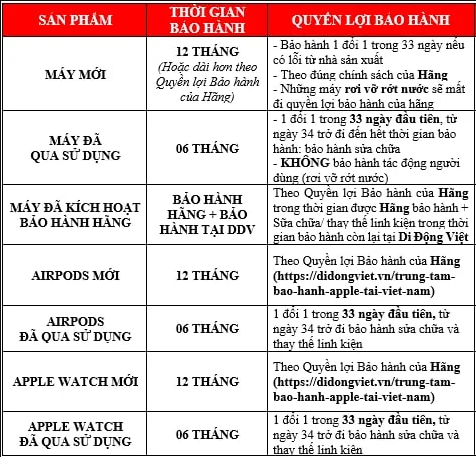 SẢN PHẨM
THỜI GIAN
BẢO HÀNH
QUYỀN LỢI BẢO HÀNH
MÁY MỚI
12 THÁNG
(Hoặc dài hơn theo
Quyền lợi Bảo hành
của Hãng)
- Bảo hành 1 đổi 1 trong 33 ngày nếu
có lỗi từ nhà sản xuất
- Theo đúng chính sách của Hãng
- Những máy rơi vỡ rớt nước sẽ mất
đi quyền lợi bảo hành của hãng
MÁY ĐÃ
QUA SỬ DỤNG
06 THÁNG
- 1 đổi 1 trong 33 ngày đầu tiên, từ
ngày 34 trở đi đến hết thời gian bảo
hành: bảo hành sửa chữa
- KHÔNG bảo hành tác động người
dùng (rơi vỡ rớt nước)
MÁY ĐÃ KÍCH HOẠT
BẢO HÀNH HÃNG
BẢO HÀNH
HÃNG + BẢO
HÀNH TẠI DDV
Theo Quyền lợi Bảo hành của Hãng
trong thời gian được Hãng bảo hành +
Sữa chữa/ thay thế linh kiện trong thời
gian bảo hành còn lại tại Di Động Việt
AIRPODS MỚI
12 THÁNG
Theo Quyền lợi Bảo hành của Hãng
(https://didongviet.vn/trung-tam-
bao-hanh-apple-tai-viet-nam)
AIRPODS
ĐÃ QUA SỬ DỤNG
06 THÁNG
1 đổi 1 trong 33 ngày đầu tiên, từ
ngày 34 trở đi bảo hành sửa chữa và
thay thế linh kiện
APPLE WATCH MỚI
12 THÁNG
Theo Quyền lợi Bảo hành của Hãng
(https://didongviet.vn/trung-tam-
bao-hanh-apple-tai-viet-nam)
APPLE WATCH
ĐÃ QUA SỬ DỤNG
06 THÁNG
1 đổi 1 trong 33 ngày đầu tiên, từ
ngày 34 trở đi bảo hành sửa chữa và
thay thế linh kiện